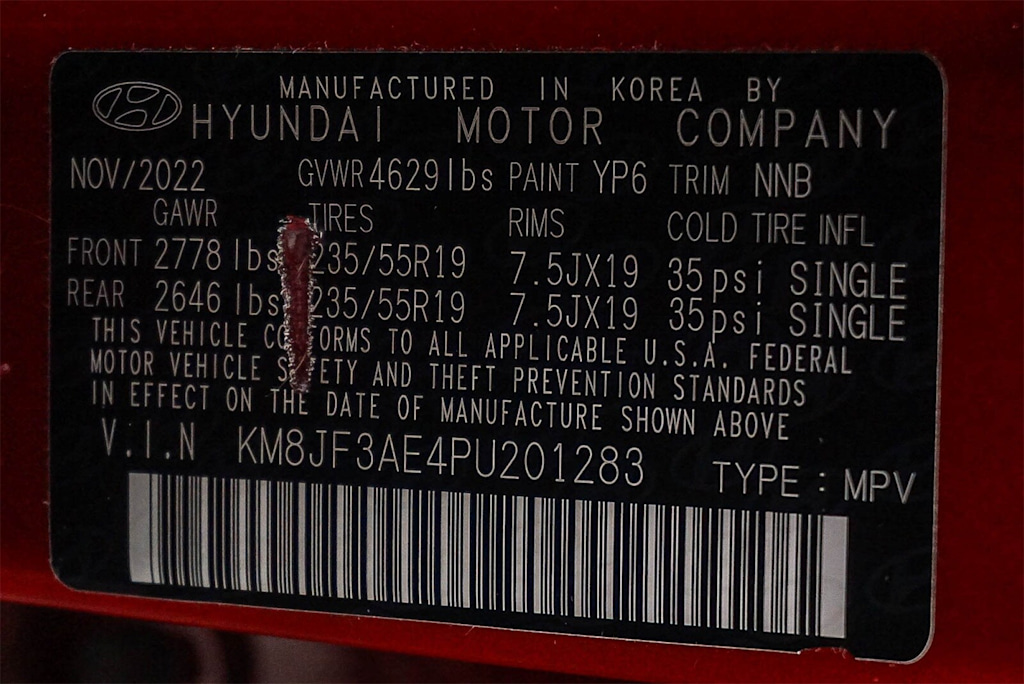 MANUFACTURED IN KOREA BY
HYUNDAI MOTOR COMPANY
NOV/2022 GVWR 4629 lbs PAINT YP6 TRIM NNB
GAWR TIRES RIMS COLD TIRE INFL
FRONT 2778 lbs 235/55R19 7.5JX19 35psi SINGLE
REAR 2646 lbs 235/55R19 7.5JX19 35psi SINGLE
THIS VEHICLE CONFORMS TO ALL APPLICABLE U.S.A. FEDERAL
MOTOR VEHICLE SAFETY AND THEFT PREVENTION STANDARDS
IN EFFECT ON THE DATE OF MANUFACTURE SHOWN ABOVE
V.I.N KM8JF3AE4PU201283 TYPE : MPV